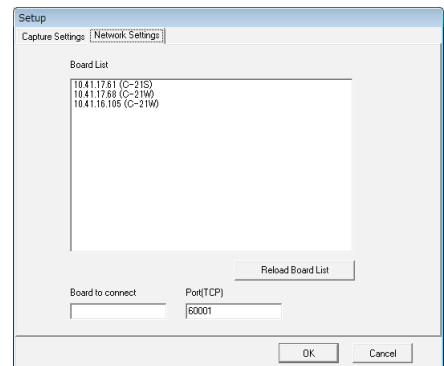 Setup
Capture Settings Network Settings
Board List
10.41.17.61 (C-21S)
10.41.17.68 (C-21W)
10.41.16.105 (C-21W)
Reload Board List
Board to connect Port(TCP)
60001
OK Cancel